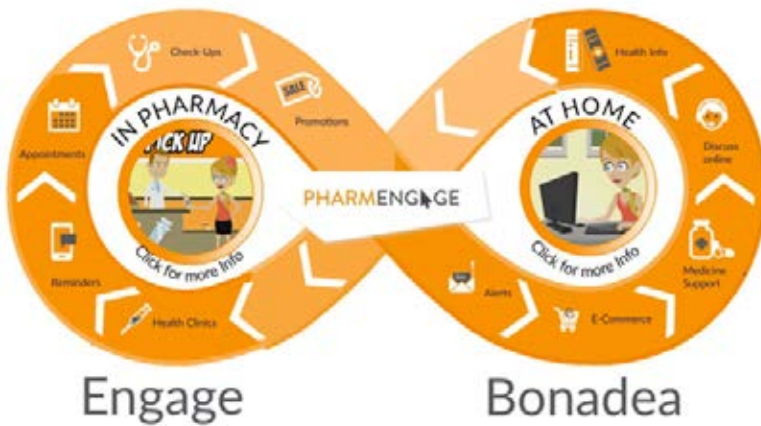 Check-Ups
SALE
Promotions
Appointments
IN PHARMACY
PICK UP
Click for more Info
Reminders
Health Clinics
PHARMENGAGE
Health Info
AT HOME
Discuss
online
Click for more Info
Medicine
Support
Alerts
E-Commerce
Engage
Bonadea